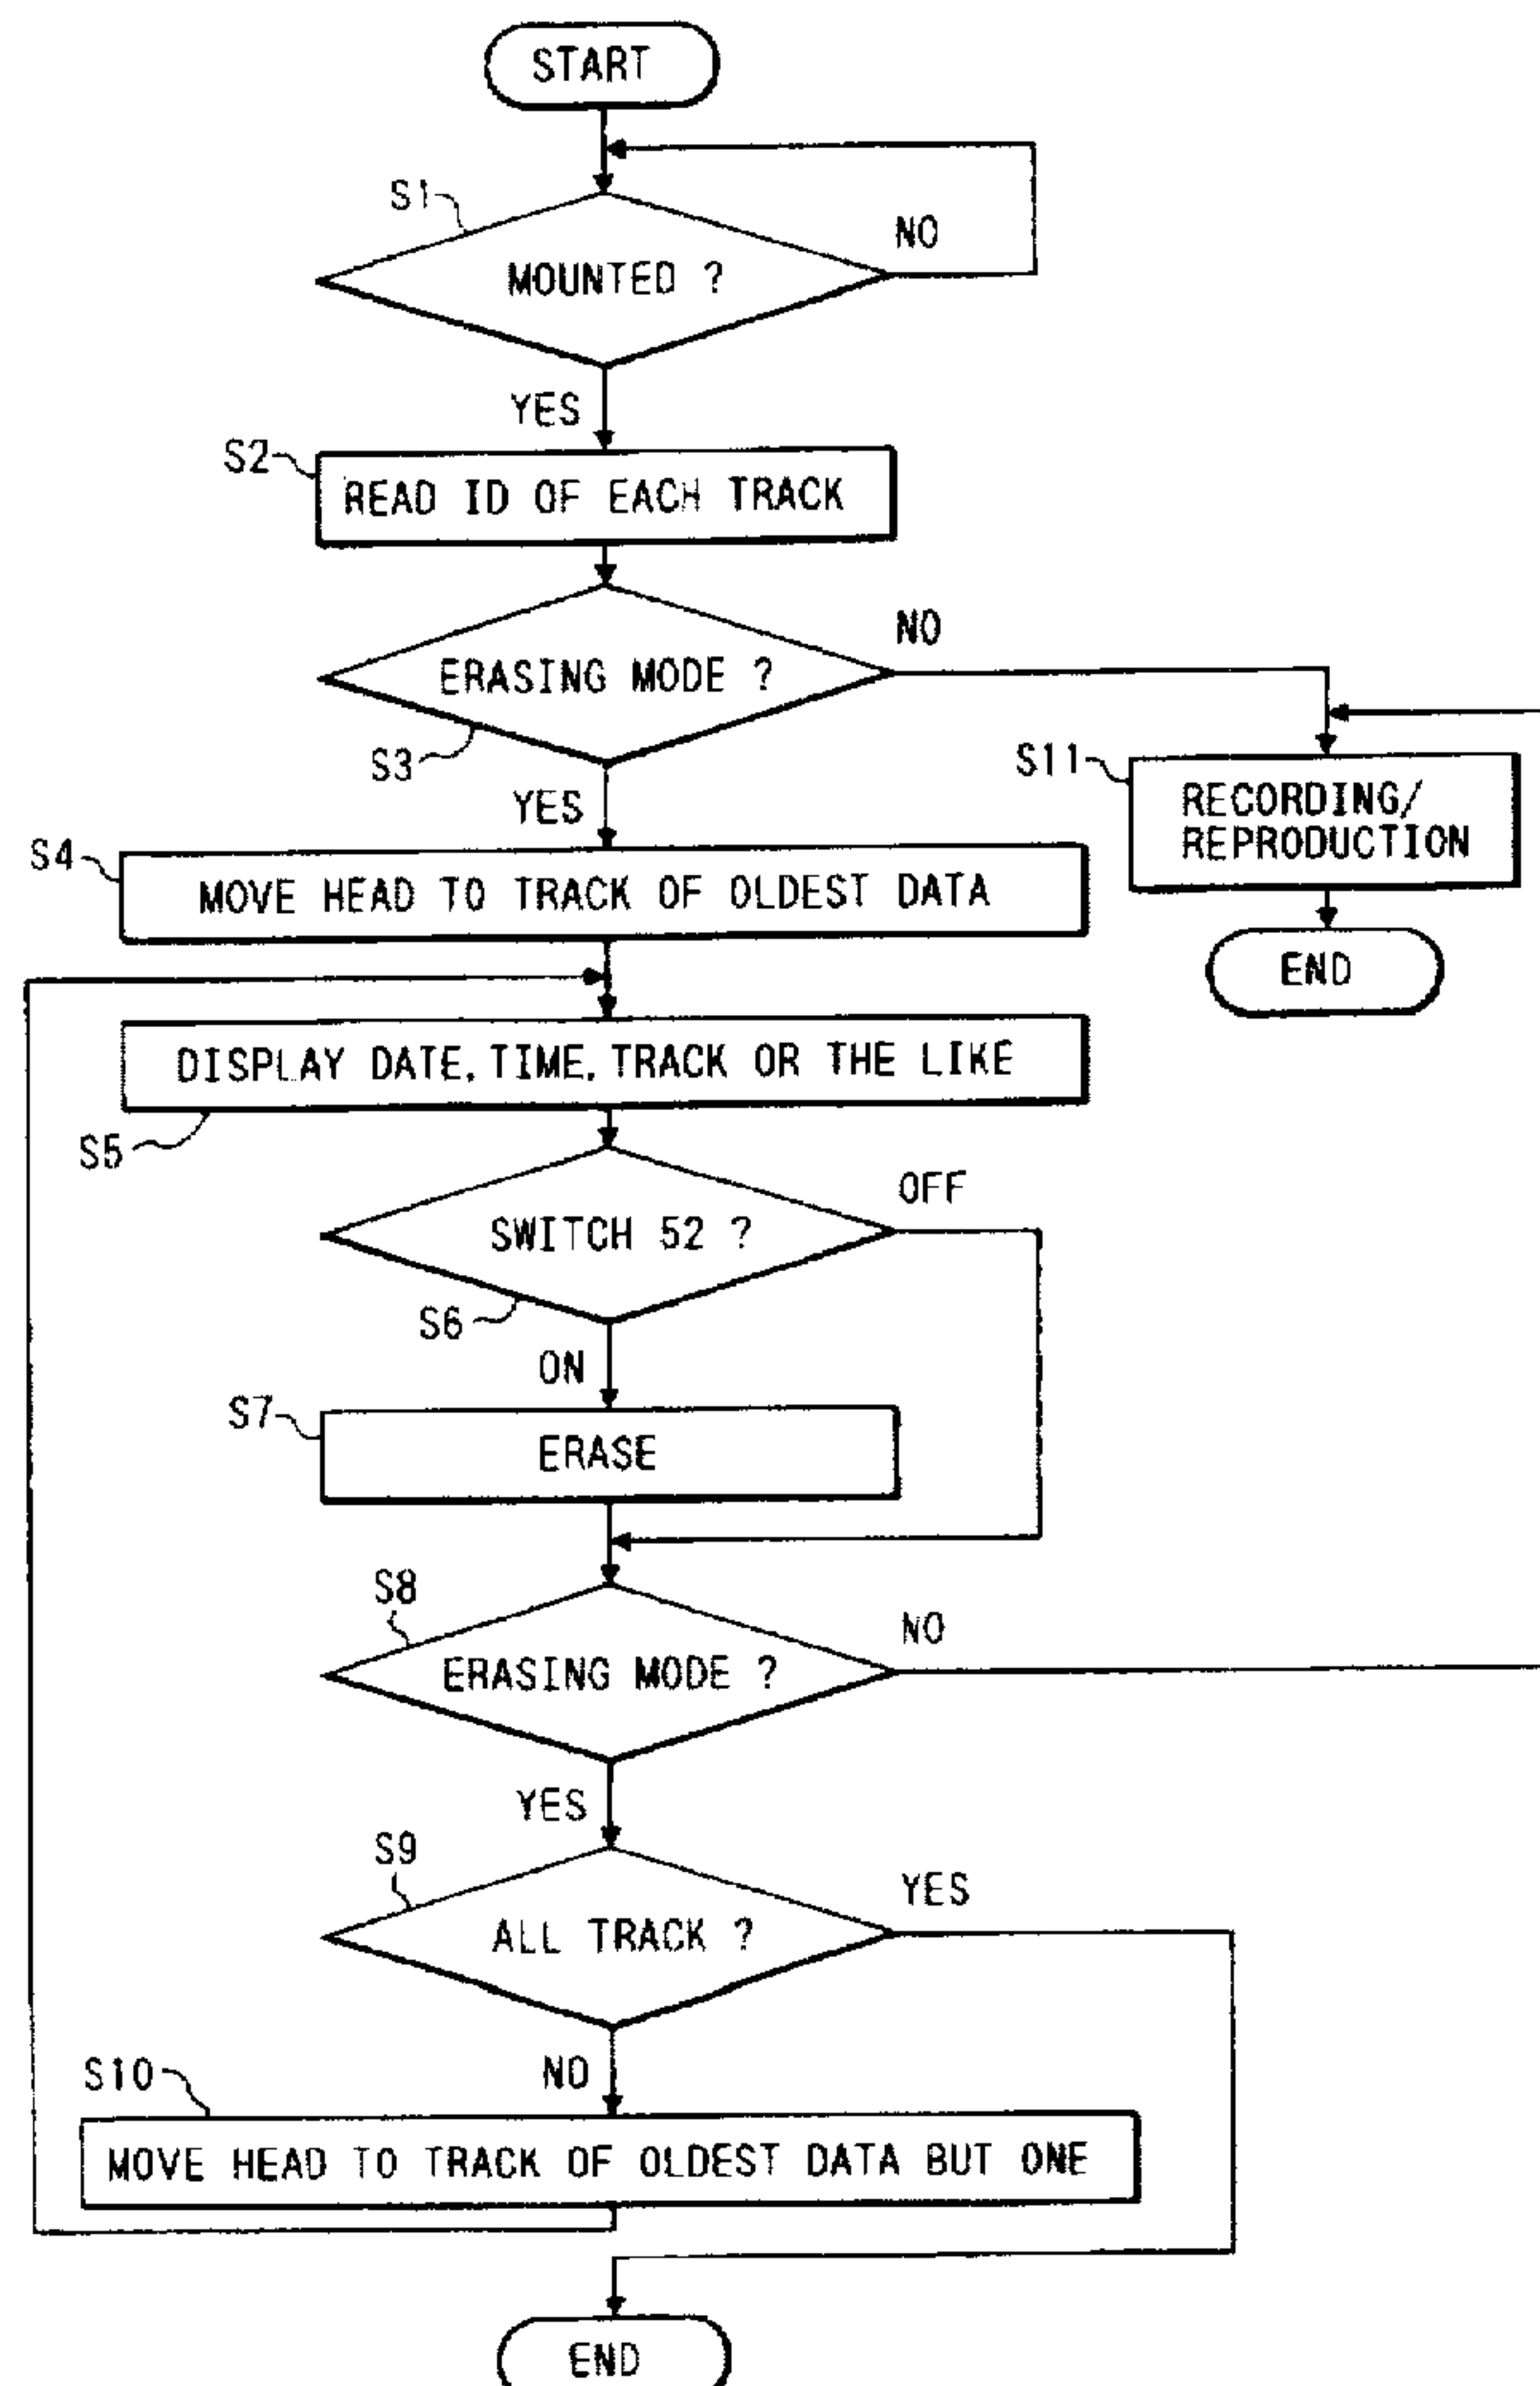 START
S1
MOUNTED ?
NO
YES
S2
READ ID OF EACH TRACK
ERASING MODE ?
NO
S3
YES
S11
RECORDING/
REPRODUCTION
S4
MOVE HEAD TO TRACK OF OLDEST DATA
END
DISPLAY DATE, TIME, TRACK OR THE LIKE
S5
SWITCH 52 ?
OFF
S6
ON
S7
ERASE
S8
ERASING MODE ?
NO
YES
S9
ALL TRACK ?
YES
NO
S10
MOVE HEAD TO TRACK OF OLDEST DATA BUT ONE
END